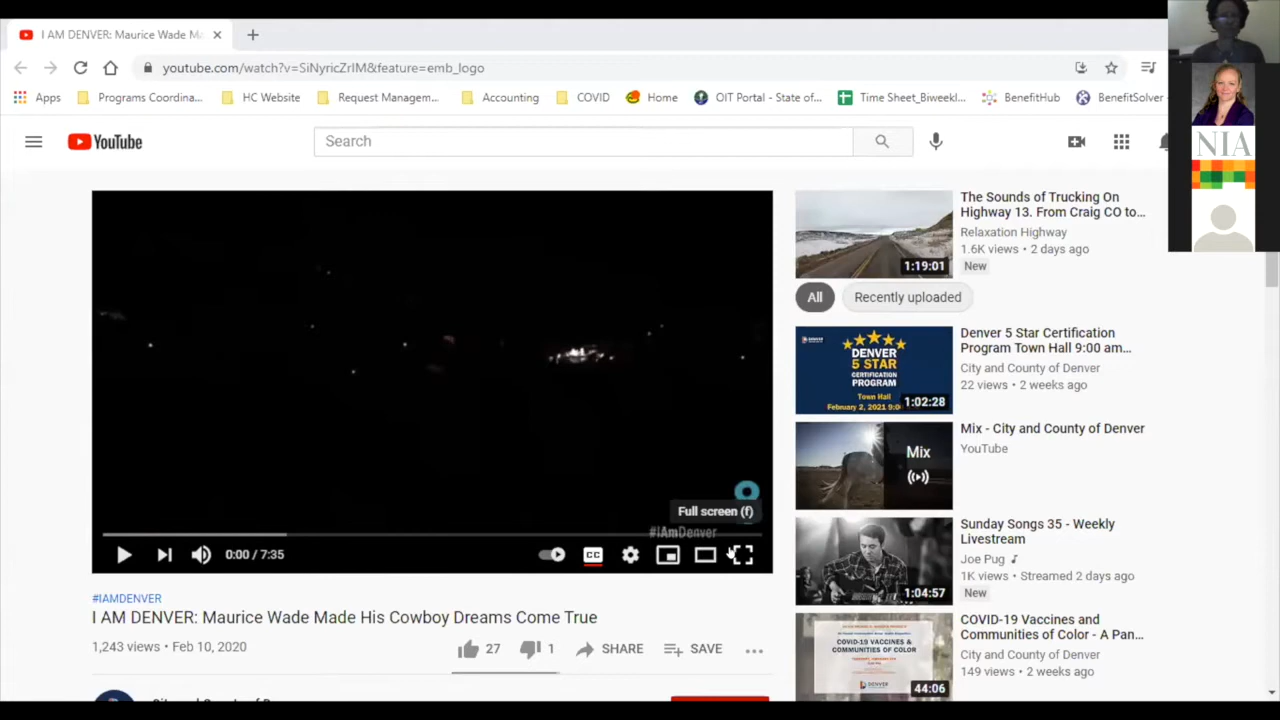 I AM DENVER: Maurice Wade M
youtube.com/watch?v=SiNyricZrIM&feature=emb_logo
Apps Programs Coordina... HC Website Request Managem... Accounting COVID Home OIT Portal - State of... Time Sheet_Biweekl... BenefitHub BenefitSolver
NIA
YouTube
Search
The Sounds of Trucking On
Highway 13. From Craig CO to...
Relaxation Highway
1.6K views • 2 days ago
New
1:19:01
All Recently uploaded
DENVER
5 STAR
CERTIFICATION
PROGRAM
Town Hall
February 2, 2021
1:02:28
Denver 5 Star Certification
Program Town Hall 9:00 am...
City and County of Denver
22 views • 2 weeks ago
Mix
Mix - City and County of Denver
YouTube
1:04:57
Sunday Songs 35 - Weekly
Livestream
Joe Pug
1K views • Streamed 2 days ago
New
COVID-19 VACCINES &
COMMUNITIES OF COLOR
DENVER
44:06
COVID-19 Vaccines and
Communities of Color - A Pan...
City and County of Denver
149 views • 2 weeks ago
Full screen (f)
#IAmDenver
0:00 / 7:35
CC
#IAMDENVER
I AM DENVER: Maurice Wade Made His Cowboy Dreams Come True
1,243 views • Feb 10, 2020
27 1 SHARE SAVE